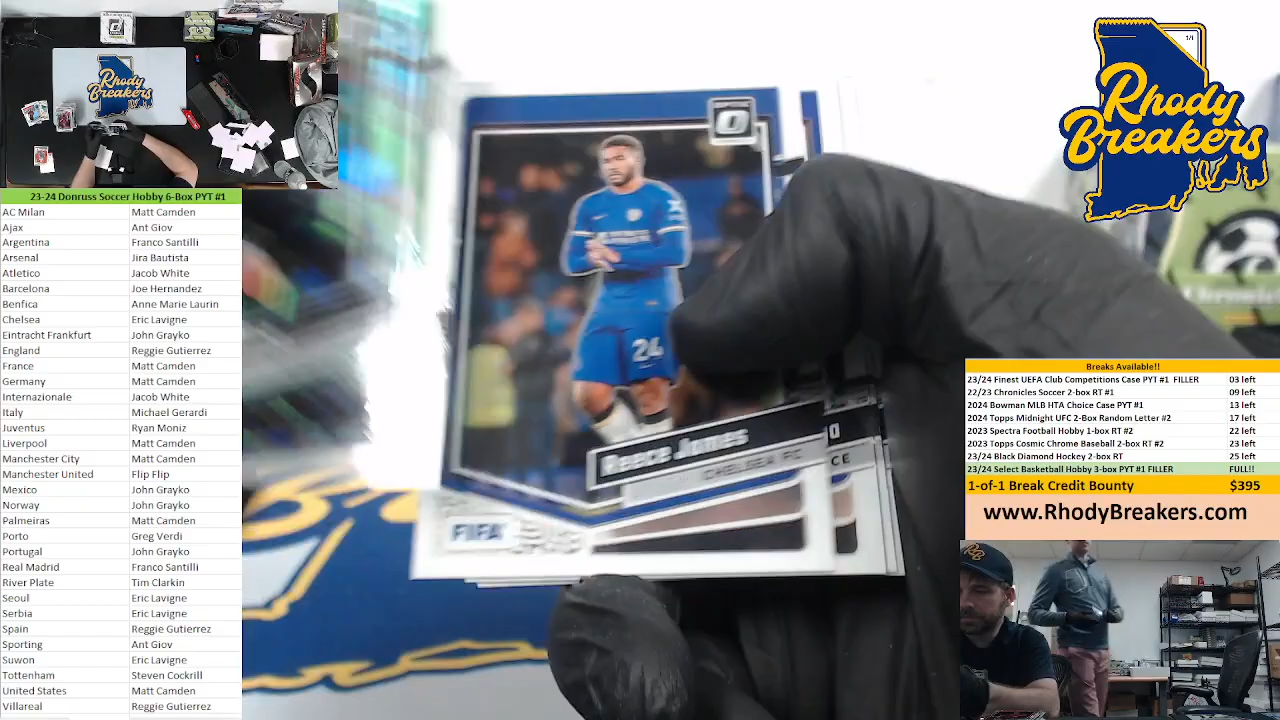 Rhody
Breakers
23-24 Donruss Soccer Hobby 6-Box PYT #1
AC Milan Matt Camden
Ajax Ant Giov
Argentina Franco Santilli
Arsenal Jira Bautista
Atletico Jacob White
Barcelona Joe Hernandez
Benfica Anne Marie Laurin
Chelsea Eric Lavigne
Eintracht Frankfurt John Grayko
England Reggie Gutierrez
France Matt Camden
Germany Matt Camden
Internazionale Jacob White
Italy Michael Gerardi
Juventus Ryan Moniz
Liverpool Matt Camden
Manchester City Matt Camden
Manchester United Flip Flip
Mexico John Grayko
Norway John Grayko
Palmeiras Matt Camden
Porto Greg Verdi
Portugal John Grayko
Real Madrid Franco Santilli
River Plate Tim Clarkin
Seoul Eric Lavigne
Serbia Eric Lavigne
Spain Reggie Gutierrez
Sporting Ant Giov
Suwon Eric Lavigne
Tottenham Steven Cockrill
United States Matt Camden
Villareal Reggie Gutierrez
24
Reece James
CHELSEA FC
FIFA
CE
1/1
Rhody
Breakers
Breaks Available!!
23/24 Finest UEFA Club Competitions Case PYT #1 FILLER 03 left
22/23 Chronicles Soccer 2-box RT #1 09 left
2024 Bowman MLB HTA Choice Case PYT #1 13 left
2024 Topps Midnight UFC 2-Box Random Letter #2 17 left
2023 Spectra Football Hobby 1-box RT #2 22 left
2023 Topps Cosmic Chrome Baseball 2-box RT #2 23 left
23/24 Black Diamond Hockey 2-box RT 25 left
23/24 Select Basketball Hobby 3-box PYT #1 FILLER FULL!!
1-of-1 Break Credit Bounty $395
www.RhodyBreakers.com